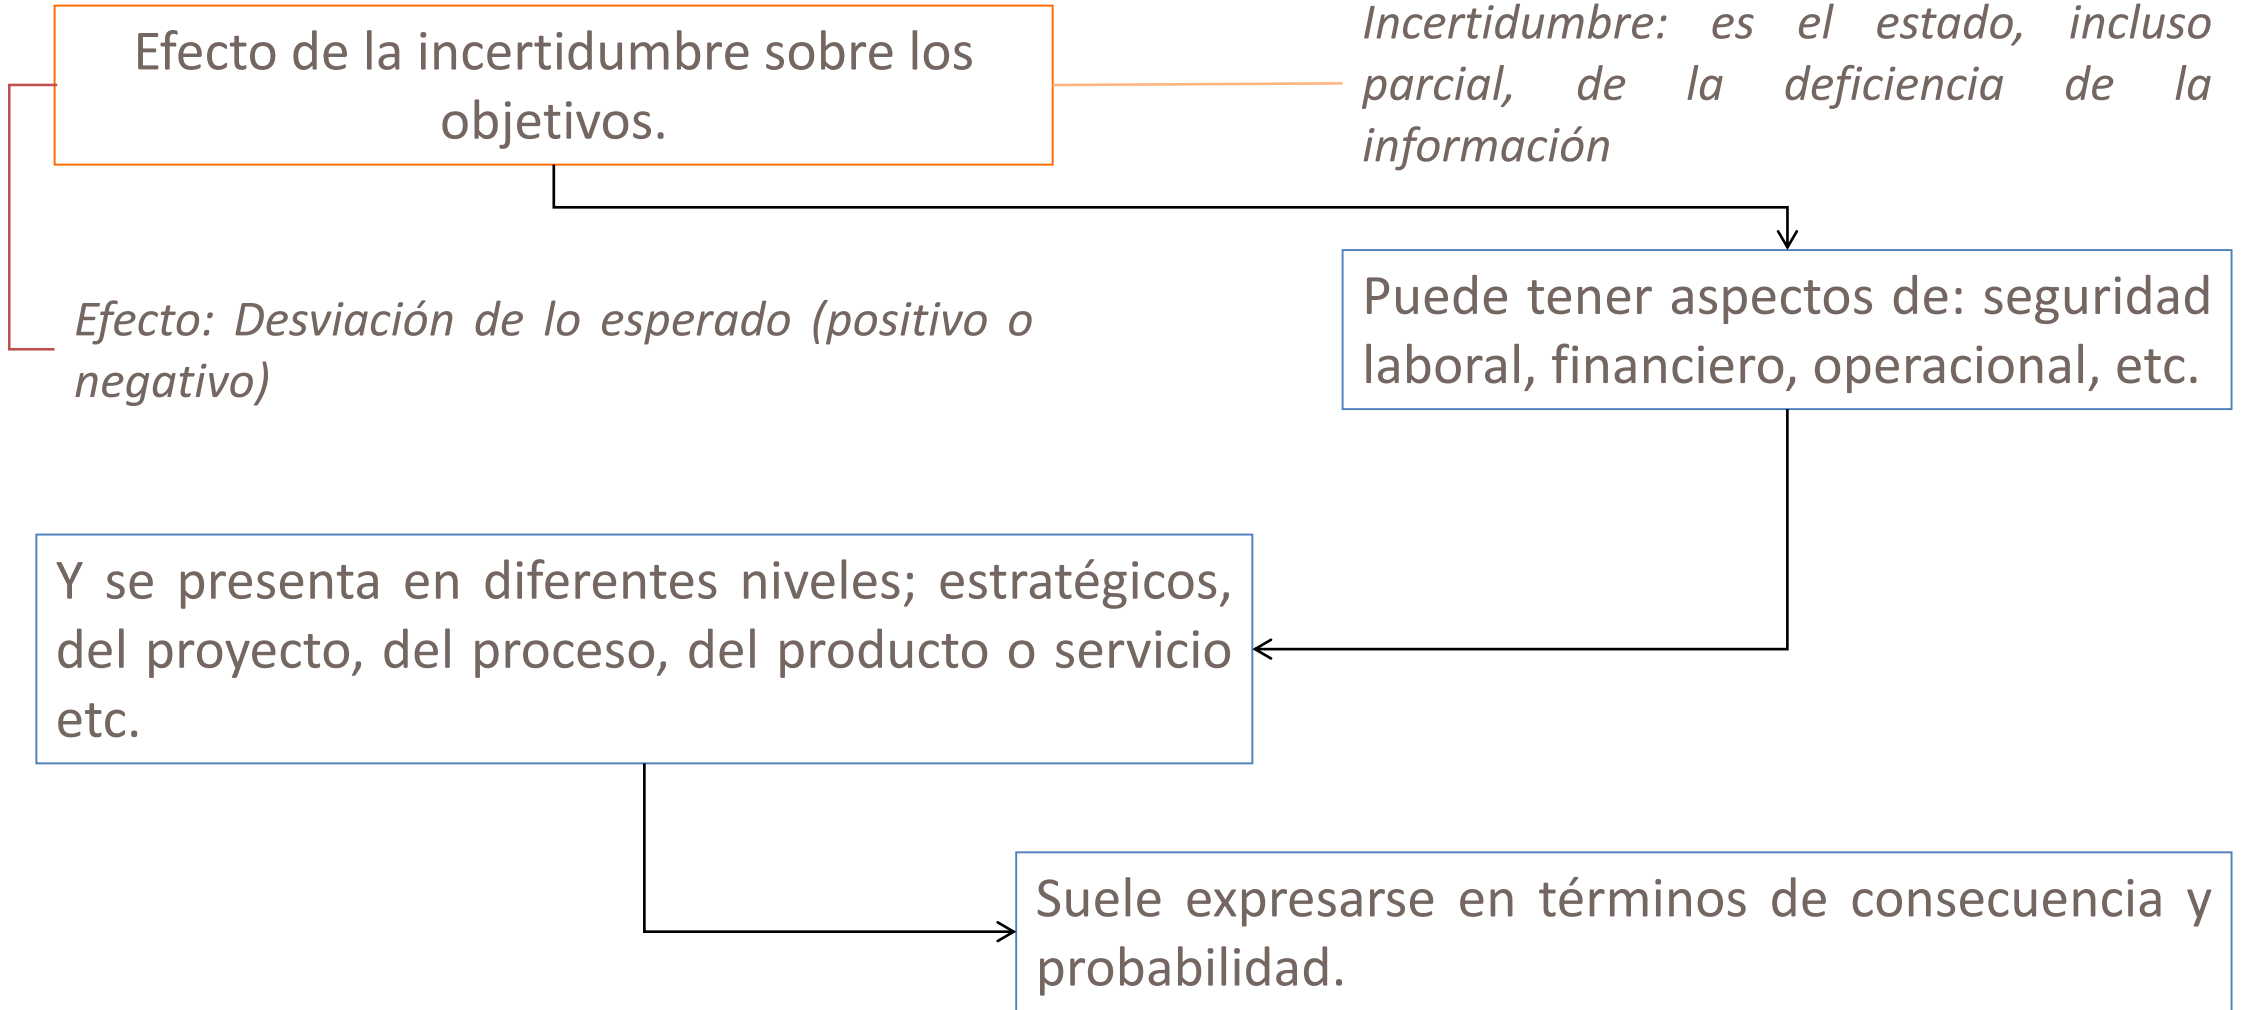 Efecto de la incertidumbre sobre los
objetivos.
Incertidumbre: es el estado, incluso
parcial, de la deficiencia de la
información
Efecto: Desviación de lo esperado (positivo o
negativo)
Puede tener aspectos de: seguridad
laboral, financiero, operacional, etc.
Y se presenta en diferentes niveles; estratégicos,
del proyecto, del proceso, del producto o servicio
etc.
Suele expresarse en términos de consecuencia y
probabilidad.